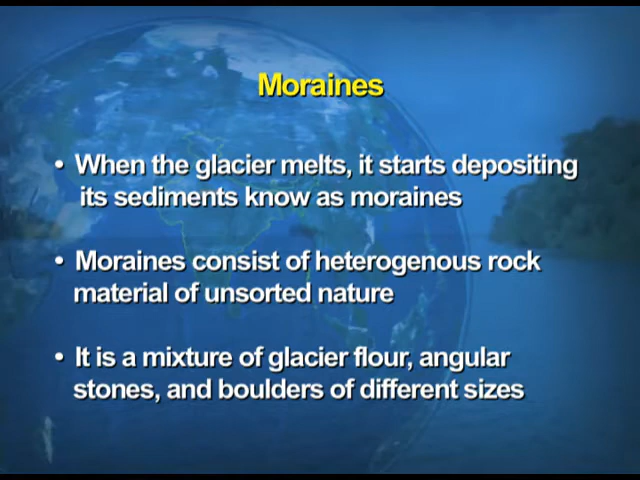 Moraines
• When the glacier melts, it starts depositing
its sediments know as moraines
• Moraines consist of heterogenous rock
material of unsorted nature
• It is a mixture of glacier flour, angular
stones, and boulders of different sizes